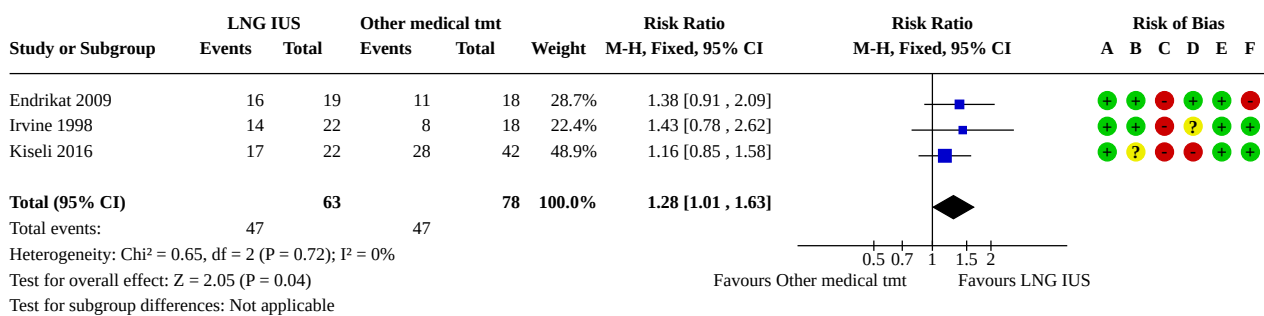 LNG IUS Other medical tmt Risk Ratio Risk Ratio Risk of Bias
Study or Subgroup Events Total Events Total Weight M-H, Fixed, 95% CI M-H, Fixed, 95% CI A B C D E F
Endrikat 2009 16 19 11 18 28.7% 1.38 [0.91 , 2.09] + + - + + -
Irvine 1998 14 22 8 18 22.4% 1.43 [0.78 , 2.62] + + - ? + +
Kiseli 2016 17 22 28 42 48.9% 1.16 [0.85 , 1.58] + ? - - + +
Total (95% CI) 63 78 100.0% 1.28 [1.01 , 1.63]
Total events: 47 47
Heterogeneity: Chi² = 0.65, df = 2 (P = 0.72); I² = 0%
0.5 0.7 1 1.5 2
Test for overall effect: Z = 2.05 (P = 0.04) Favours Other medical tmt Favours LNG IUS
Test for subgroup differences: Not applicable